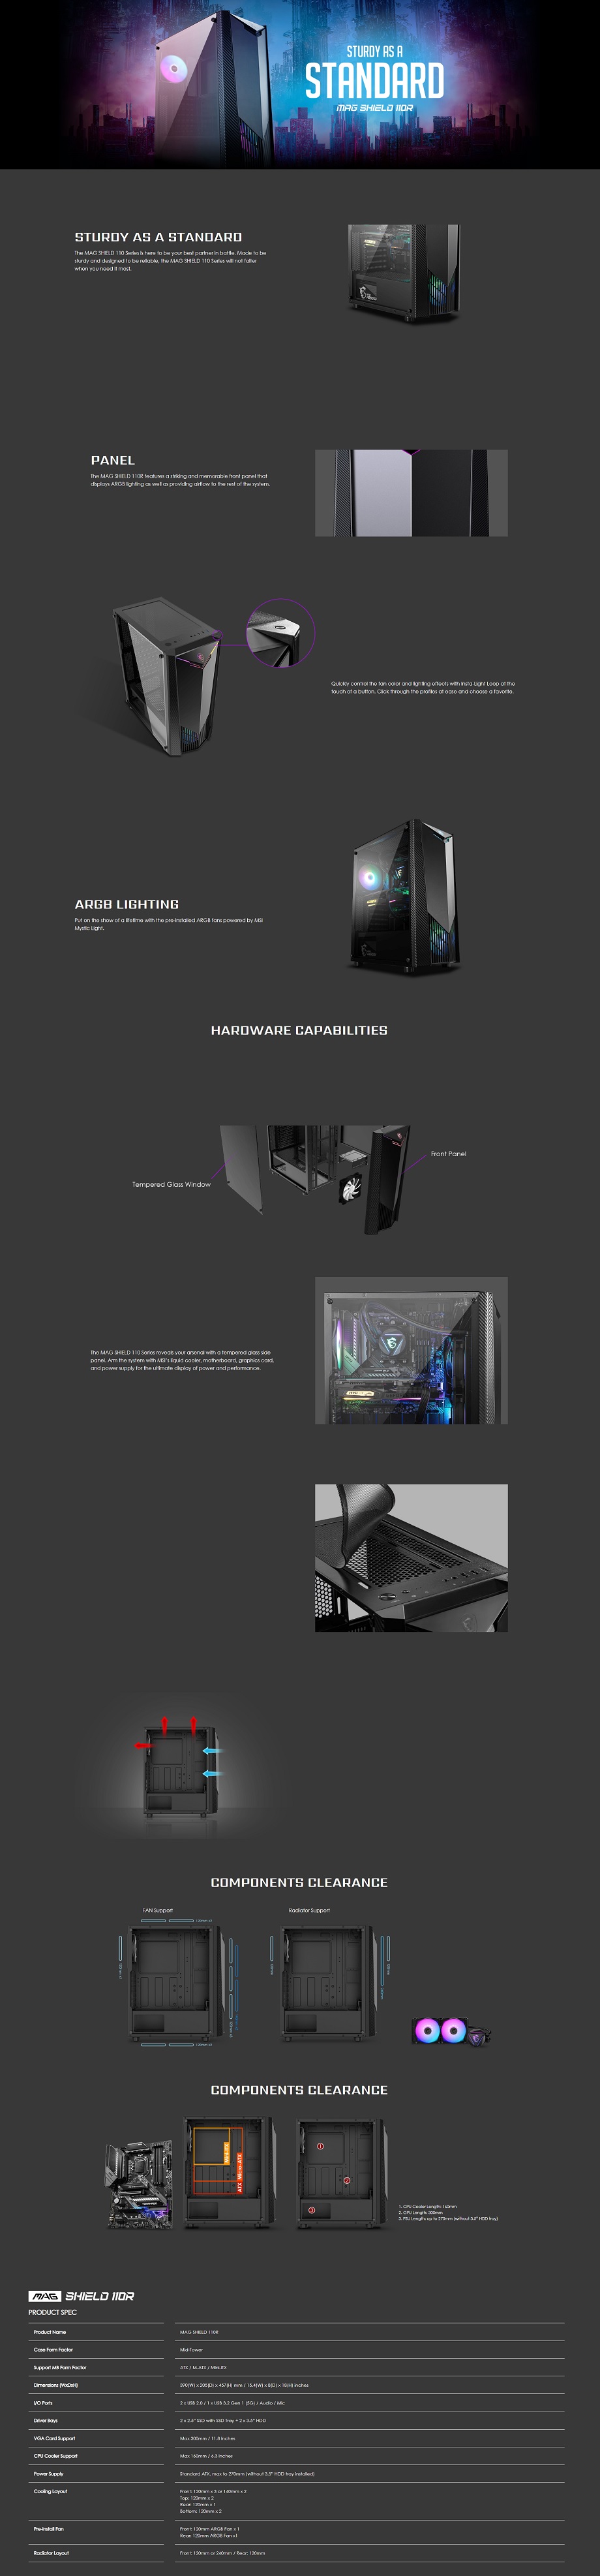 STURDY AS A
STANDARD
MAG SHIELD 110R
STURDY AS A STANDARD
The MAG SHIELD 110 Series is here to be your best partner in battle. Made to be
sturdy and designed to be reliable, the MAG SHIELD 110 Series will not falter
when you need it most.
PANEL
The MAG SHIELD 110R features a striking and memorable front panel that
displays ARGB lighting as well as providing airflow to the rest of the system.
Quickly control the fan color and lighting effects with Insta-Light Loop at the
touch of a button. Click through the profiles at ease and choose a favorite.
ARGB LIGHTING
Put on the show of a lifetime with the pre-installed ARGB fans powered by MSI
Mystic Light.
HARDWARE CAPABILITIES
Front Panel
Tempered Glass Window
The MAG SHIELD 110 Series reveals your arsenal with a tempered glass side
panel. Arm the system with MSI's liquid cooler, motherboard, graphics card,
and power supply for the ultimate display of power and performance.
COMPONENTS CLEARANCE
FAN Support
Radiator Support
COMPONENTS CLEARANCE
Mini-ITX
Micro-ATX
ATX
1
2
3
1. CPU Cooler Length: 160mm
2. GPU Length: 300mm
3. PSU Length: up to 270mm (without 3.5" HDD tray)
MAG SHIELD 110R
PRODUCT SPEC
Product Name MAG SHIELD 110R
Case Form Factor Mid-Tower
Support MB Form Factor ATX / M-ATX / Mini-ITX
Dimensions (WxDxH) 390(W) x 205(D) x 457(H) mm / 15.4(W) x 8(D) x 18(H) inches
I/O Ports 2 x USB 2.0 / 1 x USB 3.2 Gen 1 (5G) / Audio / Mic
Driver Bays 2 x 2.5" SSD with SSD Tray + 2 x 3.5" HDD
VGA Card Support Max 300mm / 11.8 inches
CPU Cooler Support Max 160mm / 6.3 inches
Power Supply Standard ATX, max to 270mm (without 3.5" HDD tray installed)
Cooling Layout Front: 120mm x 3 or 140mm x 2
Top: 120mm x 2
Rear: 120mm x 1
Bottom: 120mm x 2
Pre-install Fan Front: 120mm ARGB Fan x 1
Rear: 120mm ARGB Fan x1
Radiator Layout Front: 120mm or 240mm / Rear: 120mm